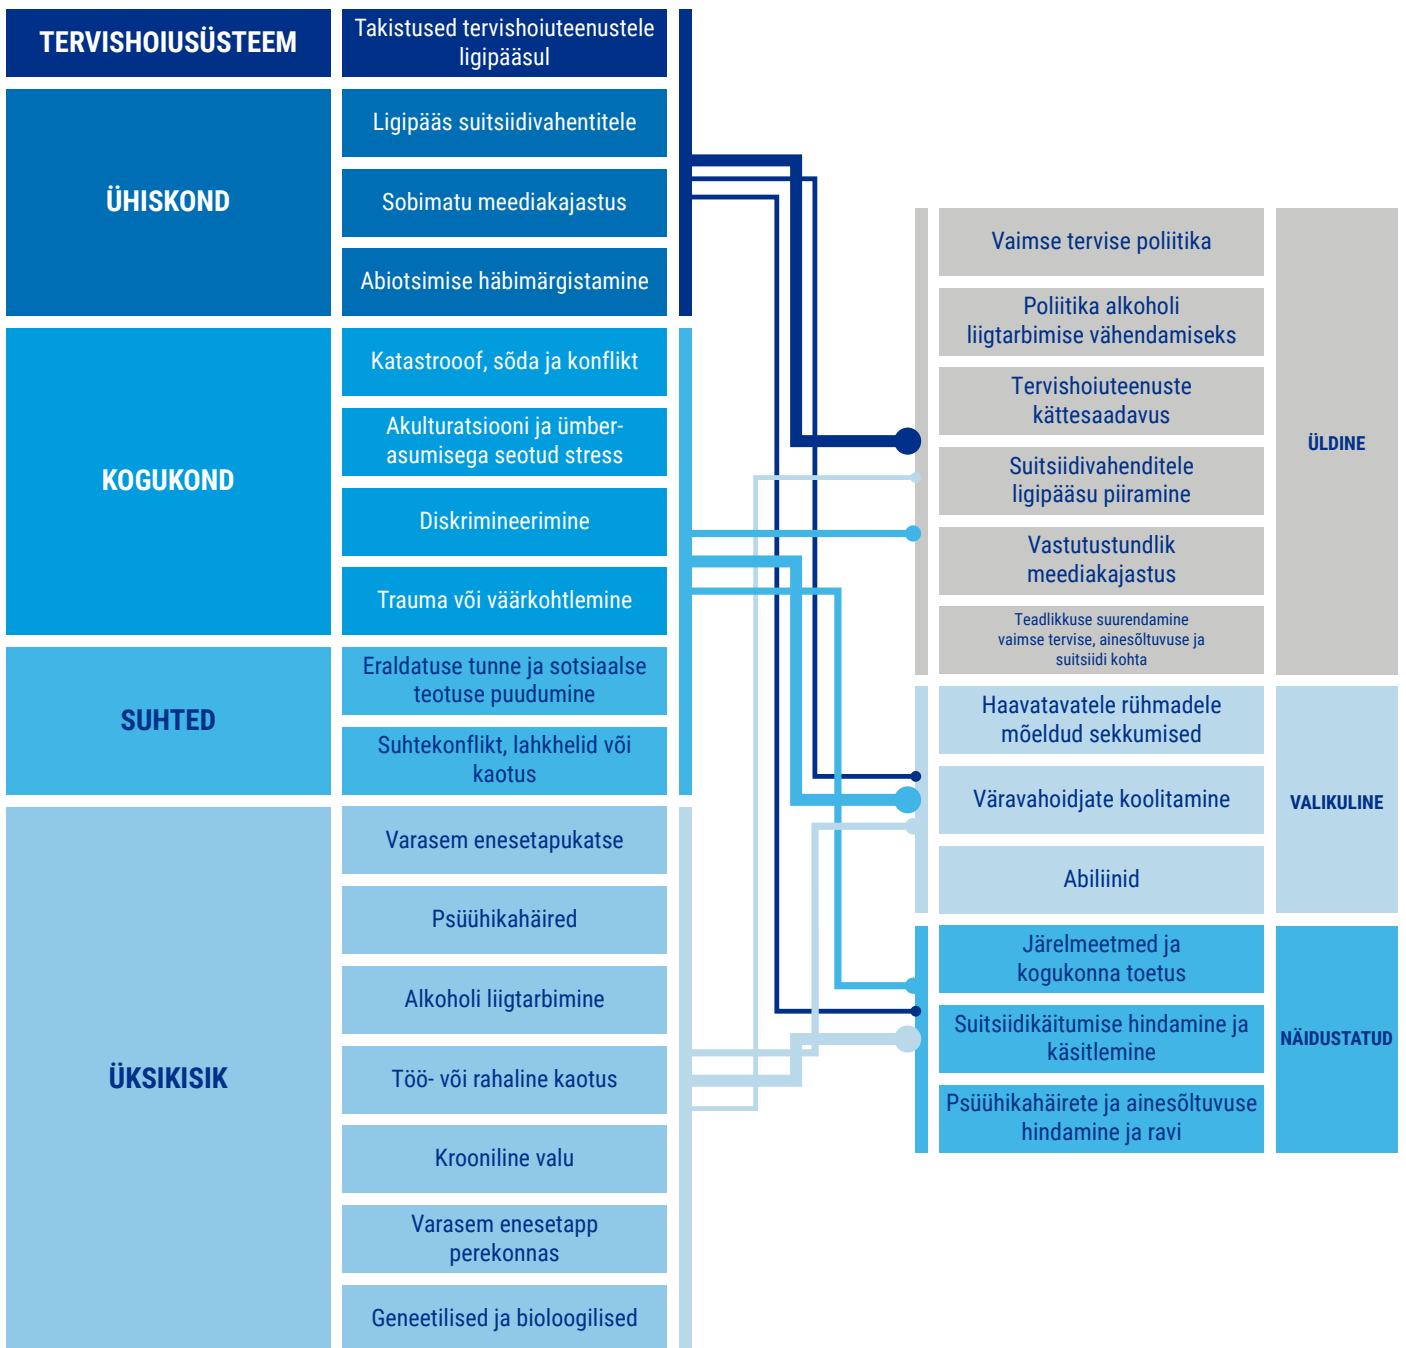 TERVISHOIUSÜSTEEM
Takistused tervishoiuteenustele
ligipääsul
ÜHISKOND
Ligipääs suitsiidivahentitele
Sobimatu meediakajastus
Abiotsimise häbimärgistamine
KOGUKOND
Katastrooof, sõda ja konflikt
Akulturatsiooni ja ümber-
asumisega seotud stress
Diskrimineerimine
Trauma või väärkohtlemine
SUHTED
Eraldatuse tunne ja sotsiaalse
teotuse puudumine
Suhtekonflikt, lahkhelid või
kaotus
ÜKSIKISIK
Varasem enesetapukatse
Psüühikahäired
Alkoholi liigtarbimine
Töö- või rahaline kaotus
Krooniline valu
Varasem enesetapp
perekonnas
Geneetilised ja bioloogilised
Vaimse tervise poliitika
Poliitika alkoholi
liigtarbimise vähendamiseks
Tervishoiuteenuste
kättesaadavus
Suitsiidivahenditele
ligipääsu piiramine
Vastutustundlik
meediakajastus
Teadlikkuse suurendamine
vaimse tervise, ainesõltuvuse ja
suitsiidi kohta
ÜLDINE
Haavatavatele rühmadele
mõeldud sekkumised
Väravahoidjate koolitamine
Abiliinid
VALIKULINE
Järelmeetmed ja
kogukonna toetus
Suitsiidikäitumise hindamine ja
käsitlemine
Psüühikahäirete ja ainesõltuvuse
hindamine ja ravi
NÄIDUSTATUD